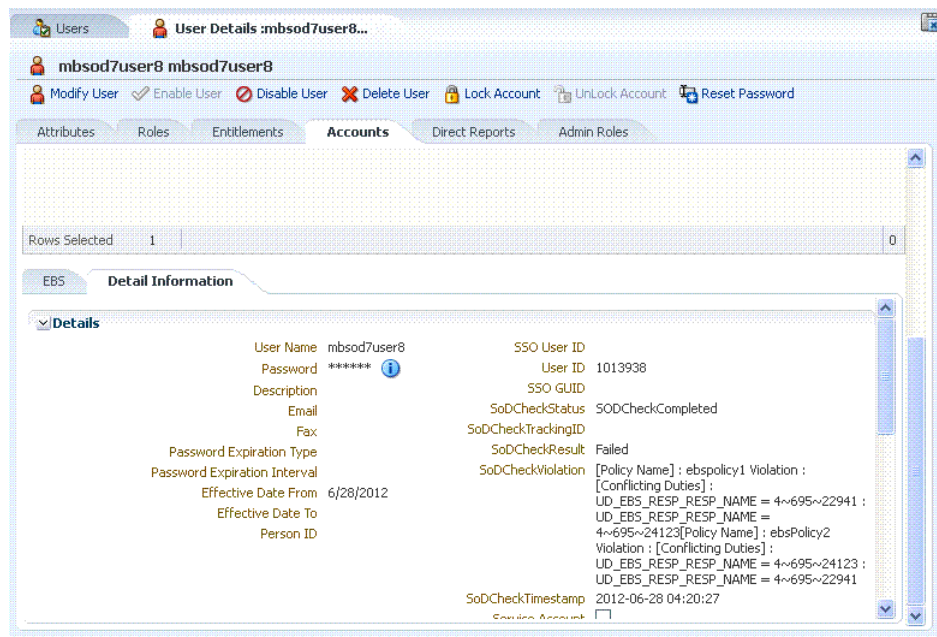 Users
User Details :mbsod7user8...
mbsod7user8 mbsod7user8
Modify User Enable User Disable User Delete User Lock Account UnLock Account Reset Password
Attributes Roles Entitlements Accounts Direct Reports Admin Roles
Rows Selected 1 0
EBS Detail Information
Details
User Name mbsod7user8
Password ******
Description
Email
Fax
Password Expiration Type
Password Expiration Interval
Effective Date From 6/28/2012
Effective Date To
Person ID
SSO User ID
User ID 1013938
SSO GUID
SoDCheckStatus SODCheckCompleted
SoDCheckTrackingID
SoDCheckResult Failed
SoDCheckViolation [Policy Name] : ebspolicy1 Violation :
[Conflicting Duties] :
UD_EBS_RESP_RESP_NAME = 4~695~22941 :
UD_EBS_RESP_RESP_NAME =
4~695~24123[Policy Name] : ebsPolicy2
Violation : [Conflicting Duties] :
UD_EBS_RESP_RESP_NAME = 4~695~24123 :
UD_EBS_RESP_RESP_NAME = 4~695~22941
SoDCheckTimestamp 2012-06-28 04:20:27
Service Account